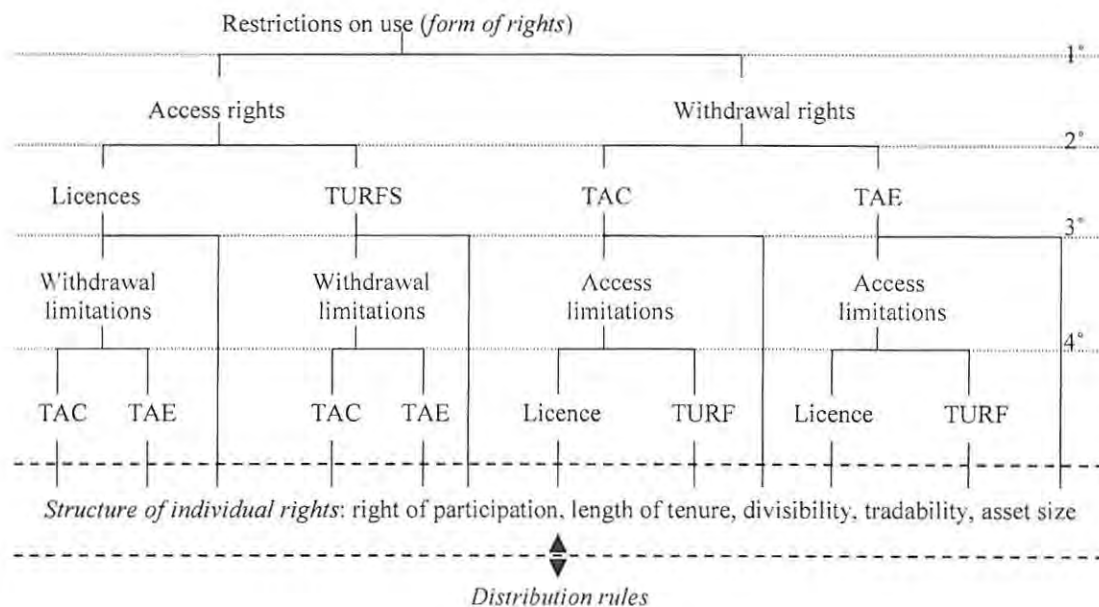 Restrictions on use (form of rights)
1°
Access rights Withdrawal rights
2°
Licences TURFS TAC TAE
3°
Withdrawal Withdrawal Access Access
limitations limitations limitations limitations
4°
TAC TAE TAC TAE Licence TURF Licence TURF
Structure of individual rights: right of participation, length of tenure, divisibility, tradability, asset size
Distribution rules